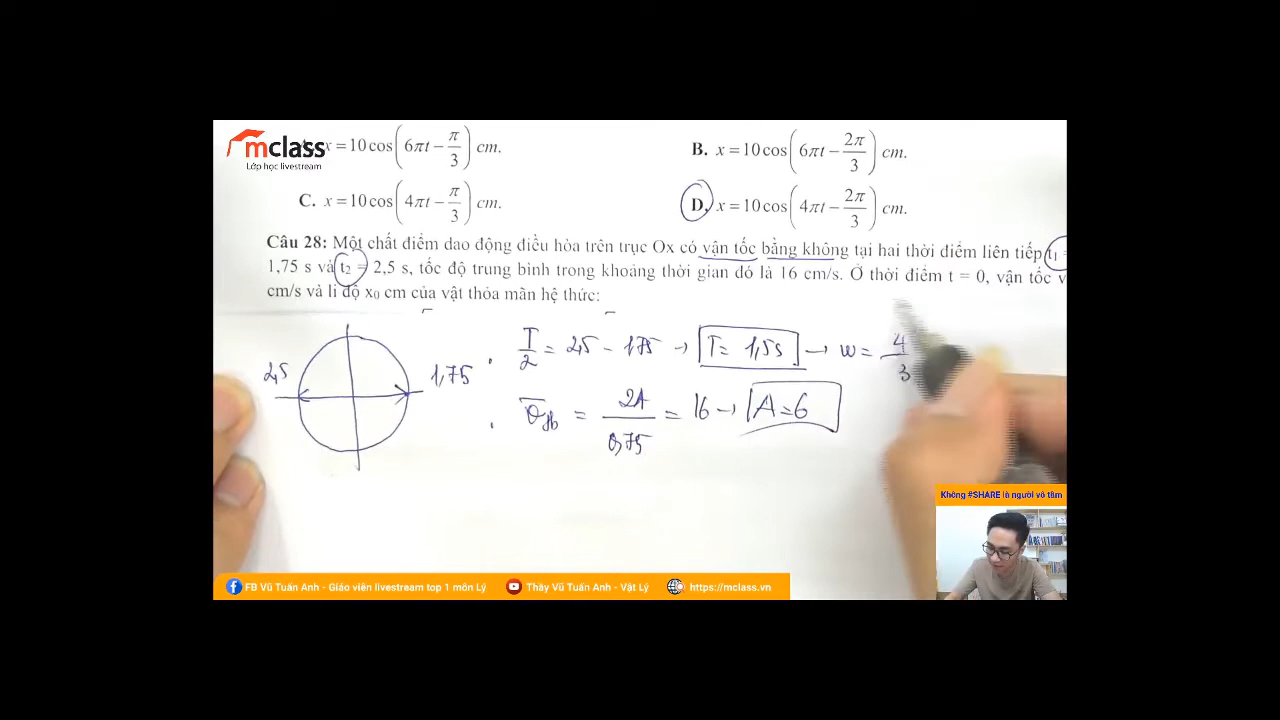 mclass
Lớp học livestream
x = 10 cos(6πt − π/3) cm.
B. x = 10 cos(6πt − 2π/3) cm.
C. x = 10 cos(4πt − π/3) cm.
D. x = 10 cos(4πt − 2π/3) cm.
Câu 28: Một chất điểm dao động điều hòa trên trục Ox có vận tốc bằng không tại hai thời điểm liên tiếp t₁ =
1,75 s và t₂ = 2,5 s, tốc độ trung bình trong khoảng thời gian đó là 16 cm/s. Ở thời điểm t = 0, vận tốc v
cm/s và li độ x₀ cm của vật thỏa mãn hệ thức:
2,5
1,75
T/2 = 2,5 − 1,75 → T = 1,5s → w = 4/3
= 2A/0,75 = 16 → A = 6
Không #SHARE là người vô tâm
FB Vũ Tuấn Anh - Giáo viên livestream top 1 môn Lý
Thầy Vũ Tuấn Anh - Vật Lý
https://mclass.vn